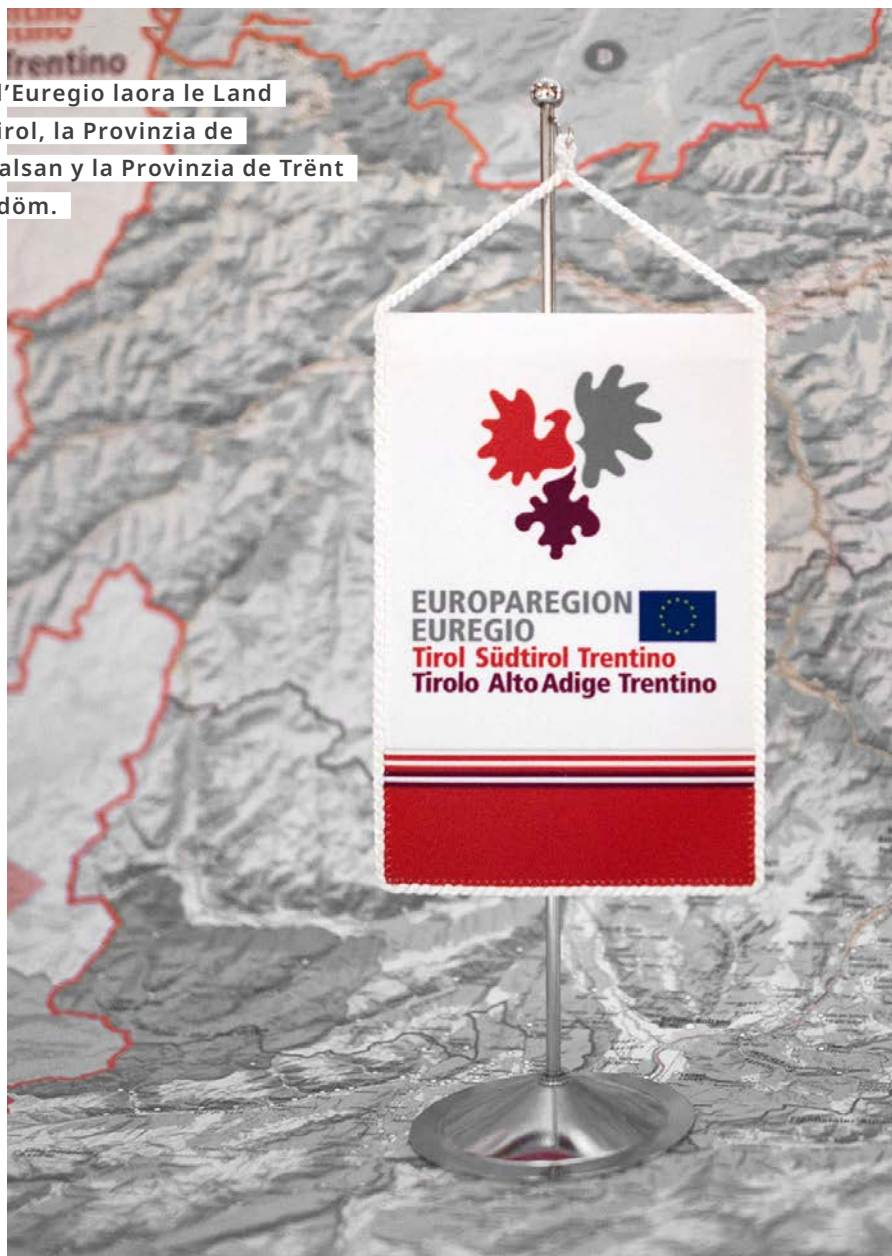 Trentino
D
l’Euregio laora le Land
irol, la Provinzia de
alsan y la Provinzia de Trënt
döm.
EUROPAREGION
EUREGIO
Tirol Südtirol Trentino
Tirolo Alto Adige Trentino